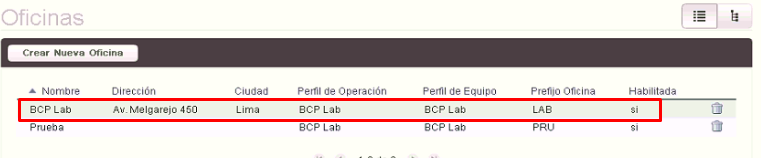 Oficinas
Crear Nueva Oficina
Nombre Dirección Ciudad Perfil de Operación Perfil de Equipo Prefijo Oficina Habilitada
BCP Lab Av. Melgarejo 450 Lima BCP Lab BCP Lab LAB si
Prueba BCP Lab BCP Lab PRU si